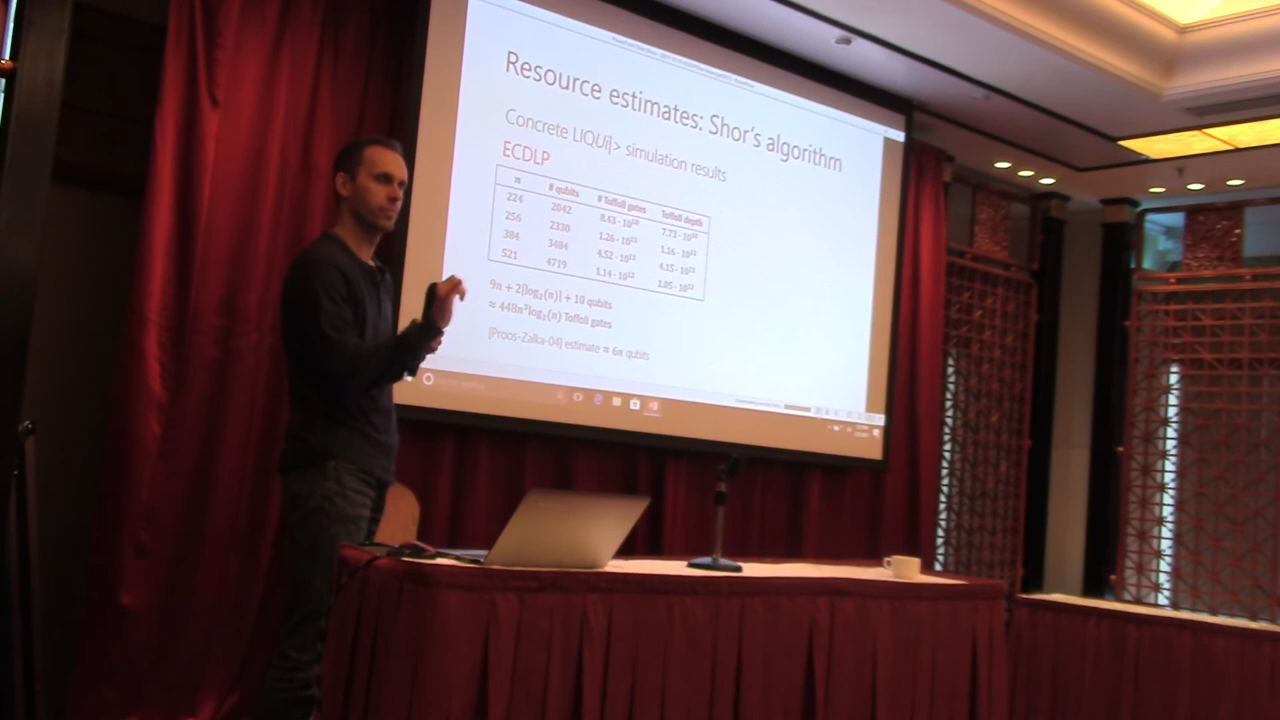 Resource estimates: Shor's algorithm
Concrete LIQUi|> simulation results
ECDLP
n # qubits # Toffoli gates Toffoli depth
224 2042 8.43 · 10¹⁰ 7.73 · 10¹⁰
256 2330 1.26 · 10¹¹ 1.16 · 10¹¹
384 3484 4.52 · 10¹¹ 4.15 · 10¹¹
521 4719 1.14 · 10¹² 1.05 · 10¹²
9n + 2⌈log₂(n)⌉ + 10 qubits
≈ 448n³log₂(n) Toffoli gates
[Proos-Zalka-04] estimate ≈ 6n qubits